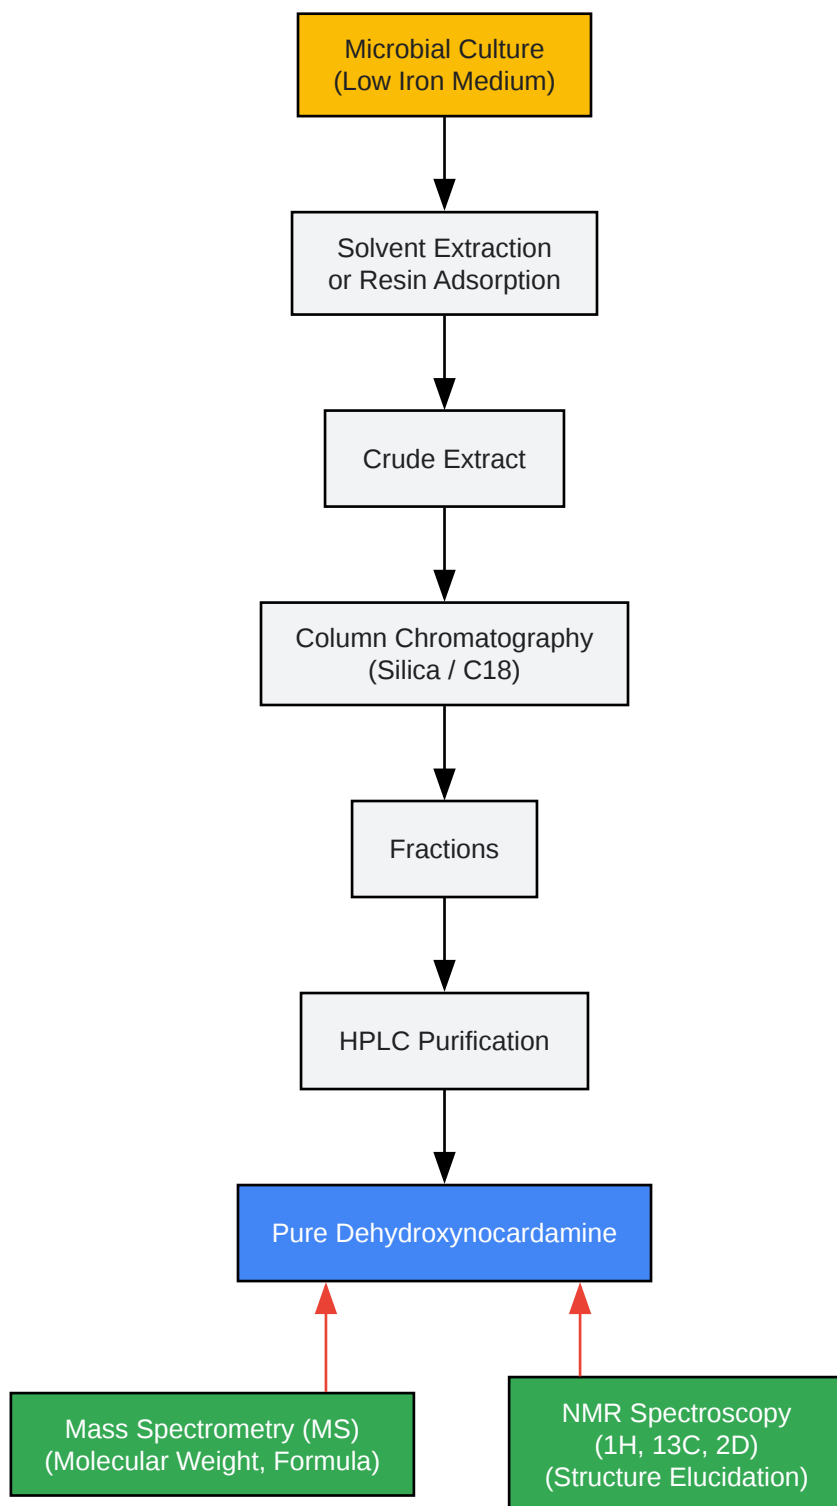 Microbial Culture
(Low Iron Medium)
Solvent Extraction
or Resin Adsorption
Crude Extract
Column Chromatography
(Silica / C18)
Fractions
HPLC Purification
Pure Dehydroxynocardamine
Mass Spectrometry (MS)
(Molecular Weight, Formula)
NMR Spectroscopy
(1H, 13C, 2D)
(Structure Elucidation)